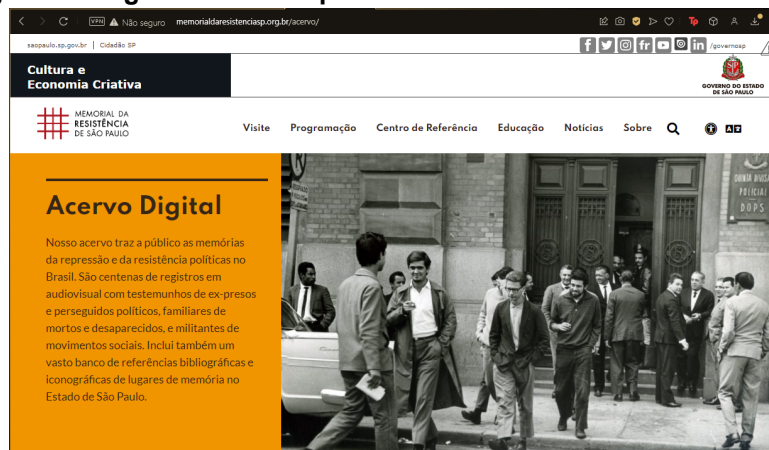 VPN Não seguro memorialdaresistenciasp.org.br/acervo/
saopaulo.sp.gov.br | Cidadão SP
/governosp
Cultura e
Economia Criativa
SP
GOVERNO DO ESTADO
DE SÃO PAULO
MEMORIAL DA
RESISTÊNCIA
DE SÃO PAULO
Visite Programação Centro de Referência Educação Notícias Sobre
Acervo Digital
Nosso acervo traz a público as memórias
da repressão e da resistência políticas no
Brasil. São centenas de registros em
audiovisual com testemunhos de ex-presos
e perseguidos políticos, familiares de
mortos e desaparecidos, e militantes de
movimentos sociais. Inclui também um
vasto banco de referências bibliográficas e
iconográficas de lugares de memória no
Estado de São Paulo.
POLICIAL
DOPS